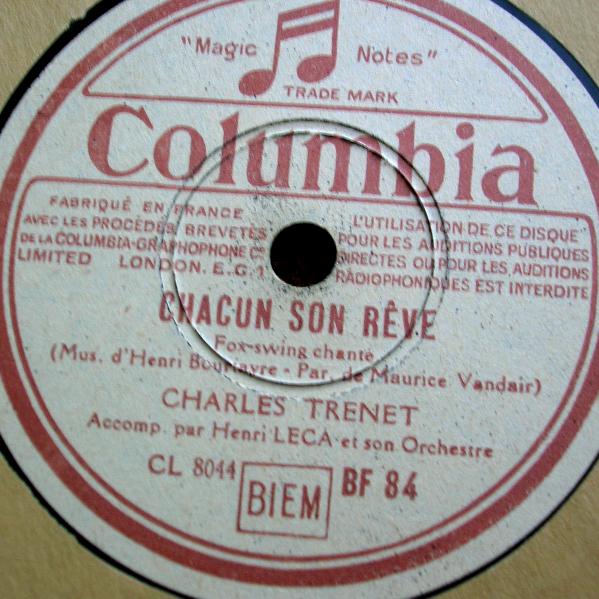 "Magic Notes"
TRADE MARK
Columbia
FABRIQUÉ EN FRANCE
AVEC LES PROCÉDÉS BREVETÉS
DE LA COLUMBIA-GRAPHOPHONE Cº
LIMITED LONDON. E.G.1
L'UTILISATION DE CE DISQUE
POUR LES AUDITIONS PUBLIQUES
DIRECTES OU POUR LES AUDITIONS
RADIOPHONIQUES EST INTERDITE
CHACUN SON RÊVE
Fox-swing chanté
(Mus. d'Henri Bourtayre - Par. de Maurice Vandair)
CHARLES TRENET
Accomp. par Henri LECA et son Orchestre
CL 8044 BIEM BF 84